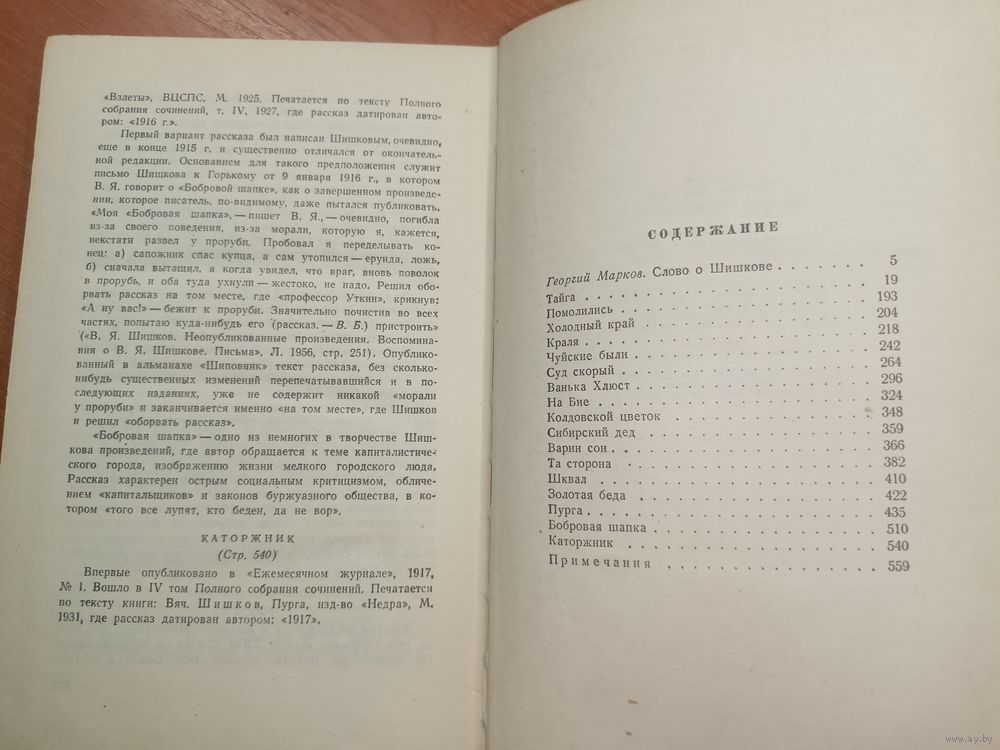 «Взлеты», ВЦСПС, М. 1925. Печатается по тексту Полного
собрания сочинений, т. IV, 1927, где рассказ датирован авто-
ром: «1916 г.».
Первый вариант рассказа был написан Шишковым, очевидно,
еще в конце 1915 г. и существенно отличался от окончатель-
ной редакции. Основанием для такого предположения служит
письмо Шишкова к Горькому от 9 января 1916 г., в котором
В. Я. говорит о «Бобровой шапке», как о завершенном произведе-
нии, которое писатель, по-видимому, даже пытался публиковать.
«Моя «Бобровая шапка», — пишет В. Я., — очевидно, погибла
из-за своего поведения, из-за морали, которую я, кажется,
некстати развел у проруби. Пробовал я переделывать ко-
нец: а) сапожник спас купца, а сам утопился — ерунда, ложь,
б) сначала вытащил, а когда увидел, что враг, вновь поволок
в прорубь, и оба туда ухнули — жестоко, не надо. Решил обо-
рвать рассказ на том месте, где «профессор Уткин», крикнув:
«А ну вас!» — бежит к проруби. Значительно почистив во всех
частях, попытаю куда-нибудь его (рассказ. — В. Б.) пристроить»
(«В. Я. Шишков. Неопубликованные произведения. Воспомина-
ния о В. Я. Шишкове. Письма», Л. 1956, стр. 251). Опублико-
ванный в альманахе «Шиповник» текст рассказа, без сколько-
нибудь существенных изменений перепечатывавшийся и в по-
следующих изданиях, уже не содержит никакой «морали
у проруби» и заканчивается именно «на том месте», где Шишков
и решил «оборвать рассказ».
«Бобровая шапка» — одно из немногих в творчестве Шиш-
кова произведений, где автор обращается к теме капиталистиче-
ского города, изображению жизни мелкого городского люда.
Рассказ характерен острым социальным критицизмом, обличе-
нием «капитальщиков» и законов буржуазного общества, в ко-
тором «того все лупят, кто беден, да не вор».
КАТОРЖНИК
(Стр. 540)
Впервые опубликовано в «Ежемесячном журнале», 1917,
№ 1. Вошло в IV том Полного собрания сочинений. Печатается
по тексту книги: Вяч. Шишков, Пурга, изд-во «Недра», М.
1931, где рассказ датирован автором: «1917».
СОДЕРЖАНИЕ
Георгий Марков. Слово о Шишкове . . . . . . . 5
Тайга . . . . . . . . . . . . . . . . . 19
Помолились . . . . . . . . . . . . . . 193
Холодный край . . . . . . . . . . . . . 204
Краля . . . . . . . . . . . . . . . . . 218
Чуйские были . . . . . . . . . . . . . 242
Суд скорый . . . . . . . . . . . . . . 264
Ванька Хлюст . . . . . . . . . . . . . 296
На Бие . . . . . . . . . . . . . . . . 324
Колдовской цветок . . . . . . . . . . . 348
Сибирский дед . . . . . . . . . . . . . 359
Варин сон . . . . . . . . . . . . . . . 366
Та сторона . . . . . . . . . . . . . . 382
Шквал . . . . . . . . . . . . . . . . . 410
Золотая беда . . . . . . . . . . . . . 422
Пурга . . . . . . . . . . . . . . . . . 435
Бобровая шапка . . . . . . . . . . . . 510
Каторжник . . . . . . . . . . . . . . . 540
Примечания . . . . . . . . . . . . . . 559
www.ay.by